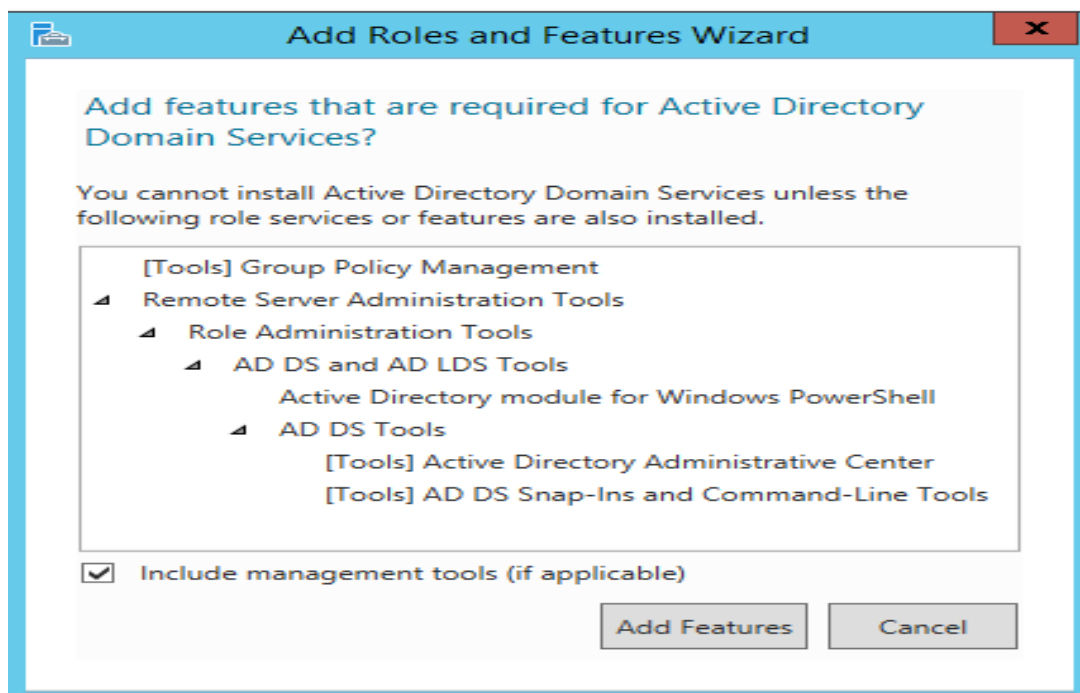 Add Roles and Features Wizard
Add features that are required for Active Directory
Domain Services?
You cannot install Active Directory Domain Services unless the
following role services or features are also installed.
[Tools] Group Policy Management
Remote Server Administration Tools
Role Administration Tools
AD DS and AD LDS Tools
Active Directory module for Windows PowerShell
AD DS Tools
[Tools] Active Directory Administrative Center
[Tools] AD DS Snap-Ins and Command-Line Tools
Include management tools (if applicable)
Add Features
Cancel